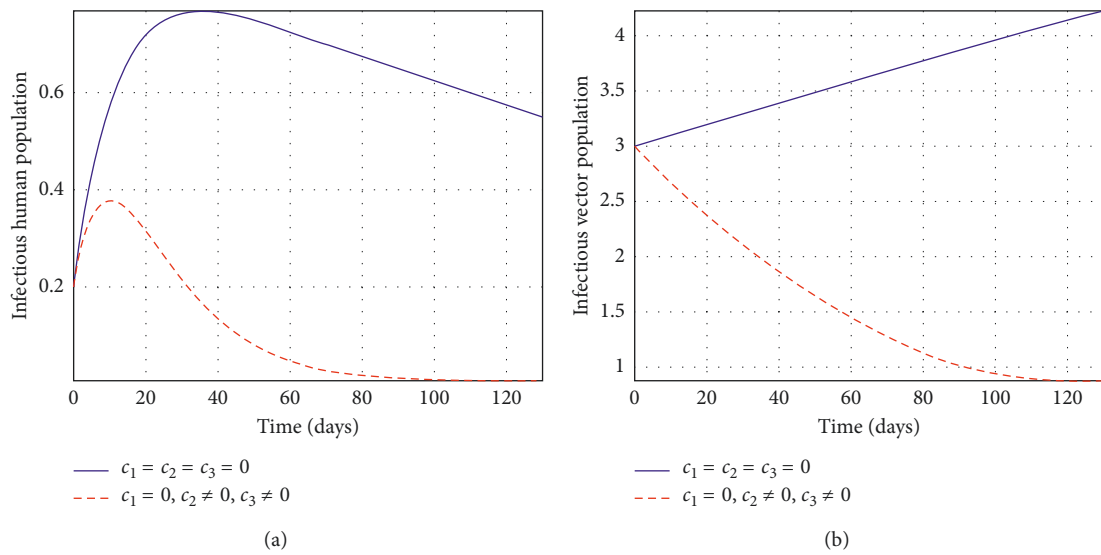 Infectious human population
0.6
0.4
0.2
0 20 40 60 80 100 120
Time (days)
c₁ = c₂ = c₃ = 0
c₁ = 0, c₂ ≠ 0, c₃ ≠ 0
(a)
Infectious vector population
4
3.5
3
2.5
2
1.5
1
0 20 40 60 80 100 120
Time (days)
c₁ = c₂ = c₃ = 0
c₁ = 0, c₂ ≠ 0, c₃ ≠ 0
(b)